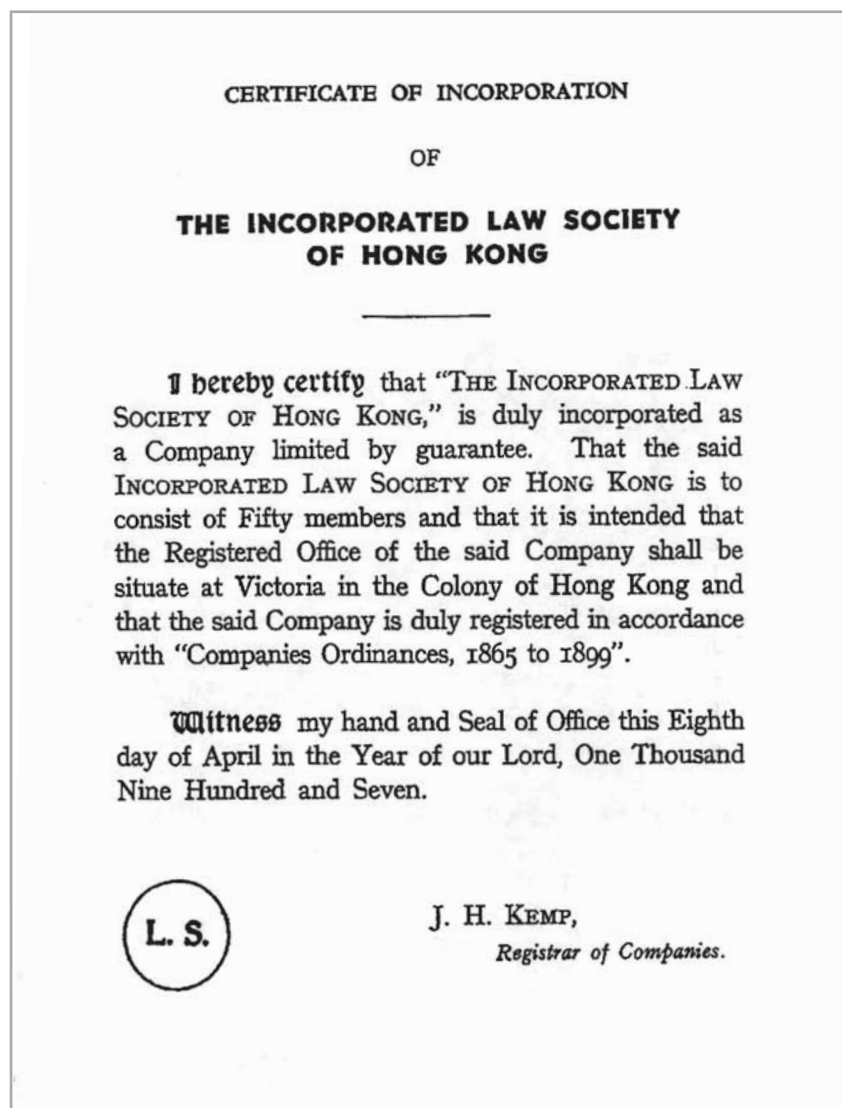 CERTIFICATE OF INCORPORATION
OF
THE INCORPORATED LAW SOCIETY
OF HONG KONG
I hereby certify that “THE INCORPORATED LAW
SOCIETY OF HONG KONG,” is duly incorporated as
a Company limited by guarantee. That the said
INCORPORATED LAW SOCIETY OF HONG KONG is to
consist of Fifty members and that it is intended that
the Registered Office of the said Company shall be
situate at Victoria in the Colony of Hong Kong and
that the said Company is duly registered in accordance
with “Companies Ordinances, 1865 to 1899”.
Witness my hand and Seal of Office this Eighth
day of April in the Year of our Lord, One Thousand
Nine Hundred and Seven.
L. S.
J. H. KEMP,
Registrar of Companies.